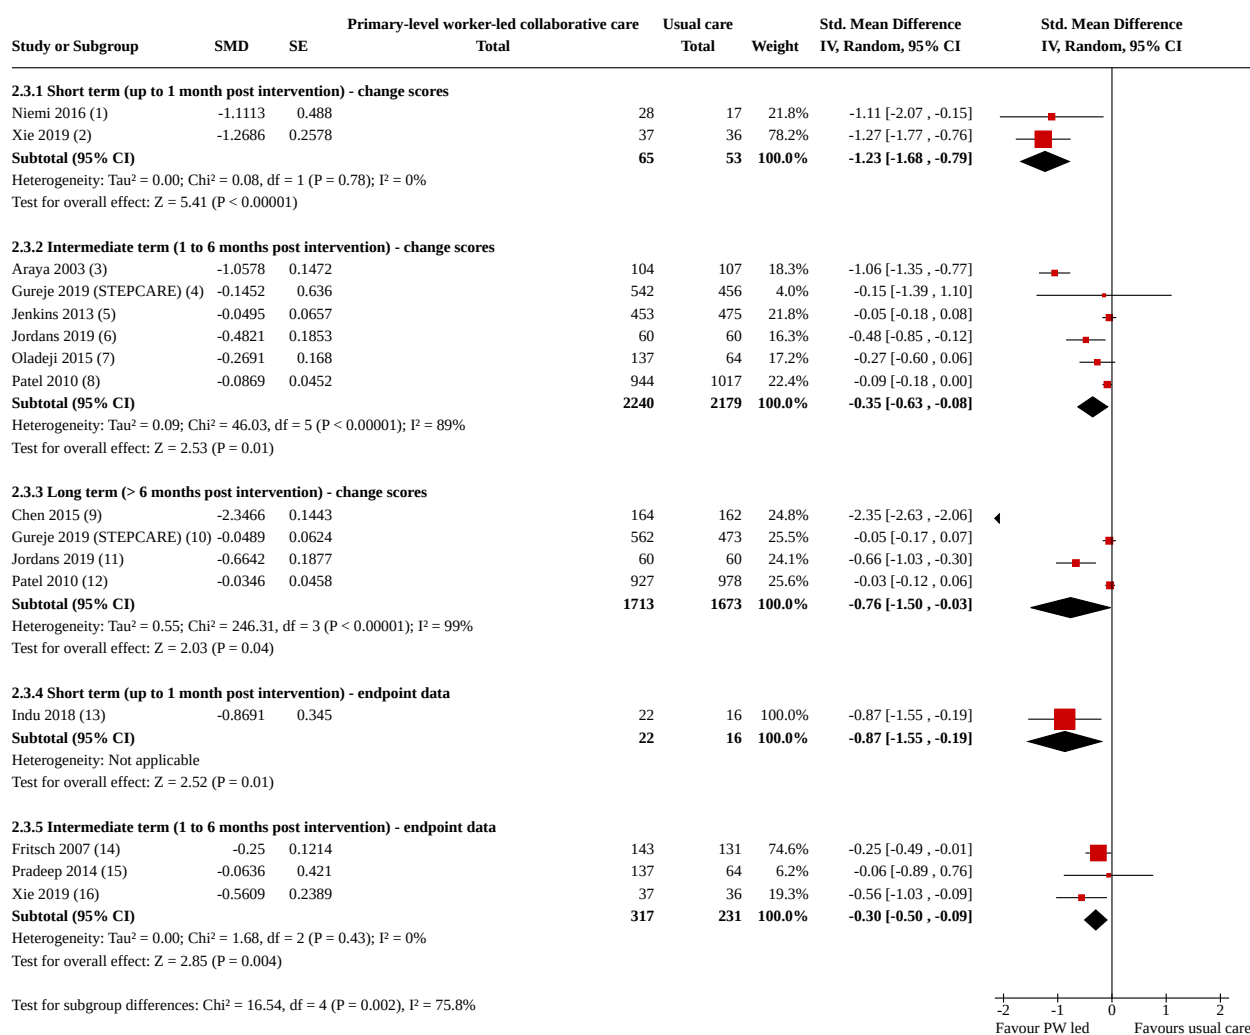 Primary-level worker-led collaborative care Usual care Std. Mean Difference Std. Mean Difference
Study or Subgroup SMD SE Total Total Weight IV, Random, 95% CI IV, Random, 95% CI
2.3.1 Short term (up to 1 month post intervention) - change scores
Niemi 2016 (1) -1.1113 0.488 28 17 21.8% -1.11 [-2.07 , -0.15]
Xie 2019 (2) -1.2686 0.2578 37 36 78.2% -1.27 [-1.77 , -0.76]
Subtotal (95% CI) 65 53 100.0% -1.23 [-1.68 , -0.79]
Heterogeneity: Tau² = 0.00; Chi² = 0.08, df = 1 (P = 0.78); I² = 0%
Test for overall effect: Z = 5.41 (P < 0.00001)
2.3.2 Intermediate term (1 to 6 months post intervention) - change scores
Araya 2003 (3) -1.0578 0.1472 104 107 18.3% -1.06 [-1.35 , -0.77]
Gureje 2019 (STEPCARE) (4) -0.1452 0.636 542 456 4.0% -0.15 [-1.39 , 1.10]
Jenkins 2013 (5) -0.0495 0.0657 453 475 21.8% -0.05 [-0.18 , 0.08]
Jordans 2019 (6) -0.4821 0.1853 60 60 16.3% -0.48 [-0.85 , -0.12]
Oladeji 2015 (7) -0.2691 0.168 137 64 17.2% -0.27 [-0.60 , 0.06]
Patel 2010 (8) -0.0869 0.0452 944 1017 22.4% -0.09 [-0.18 , 0.00]
Subtotal (95% CI) 2240 2179 100.0% -0.35 [-0.63 , -0.08]
Heterogeneity: Tau² = 0.09; Chi² = 46.03, df = 5 (P < 0.00001); I² = 89%
Test for overall effect: Z = 2.53 (P = 0.01)
2.3.3 Long term (> 6 months post intervention) - change scores
Chen 2015 (9) -2.3466 0.1443 164 162 24.8% -2.35 [-2.63 , -2.06]
Gureje 2019 (STEPCARE) (10) -0.0489 0.0624 562 473 25.5% -0.05 [-0.17 , 0.07]
Jordans 2019 (11) -0.6642 0.1877 60 60 24.1% -0.66 [-1.03 , -0.30]
Patel 2010 (12) -0.0346 0.0458 927 978 25.6% -0.03 [-0.12 , 0.06]
Subtotal (95% CI) 1713 1673 100.0% -0.76 [-1.50 , -0.03]
Heterogeneity: Tau² = 0.55; Chi² = 246.31, df = 3 (P < 0.00001); I² = 99%
Test for overall effect: Z = 2.03 (P = 0.04)
2.3.4 Short term (up to 1 month post intervention) - endpoint data
Indu 2018 (13) -0.8691 0.345 22 16 100.0% -0.87 [-1.55 , -0.19]
Subtotal (95% CI) 22 16 100.0% -0.87 [-1.55 , -0.19]
Heterogeneity: Not applicable
Test for overall effect: Z = 2.52 (P = 0.01)
2.3.5 Intermediate term (1 to 6 months post intervention) - endpoint data
Fritsch 2007 (14) -0.25 0.1214 143 131 74.6% -0.25 [-0.49 , -0.01]
Pradeep 2014 (15) -0.0636 0.421 137 64 6.2% -0.06 [-0.89 , 0.76]
Xie 2019 (16) -0.5609 0.2389 37 36 19.3% -0.56 [-1.03 , -0.09]
Subtotal (95% CI) 317 231 100.0% -0.30 [-0.50 , -0.09]
Heterogeneity: Tau² = 0.00; Chi² = 1.68, df = 2 (P = 0.43); I² = 0%
Test for overall effect: Z = 2.85 (P = 0.004)
Test for subgroup differences: Chi² = 16.54, df = 4 (P = 0.002), I² = 75.8%
-2 -1 0 1 2
Favour PW led Favours usual care